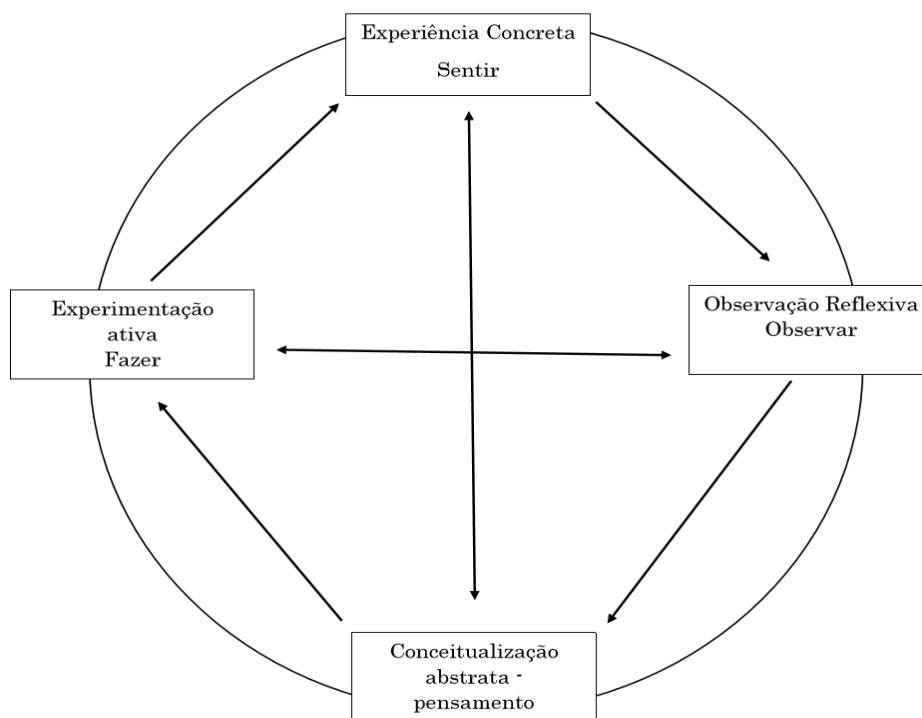 Experiência Concreta
Sentir
Experimentação
ativa
Fazer
Observação Reflexiva
Observar
Conceitualização
abstrata -
pensamento